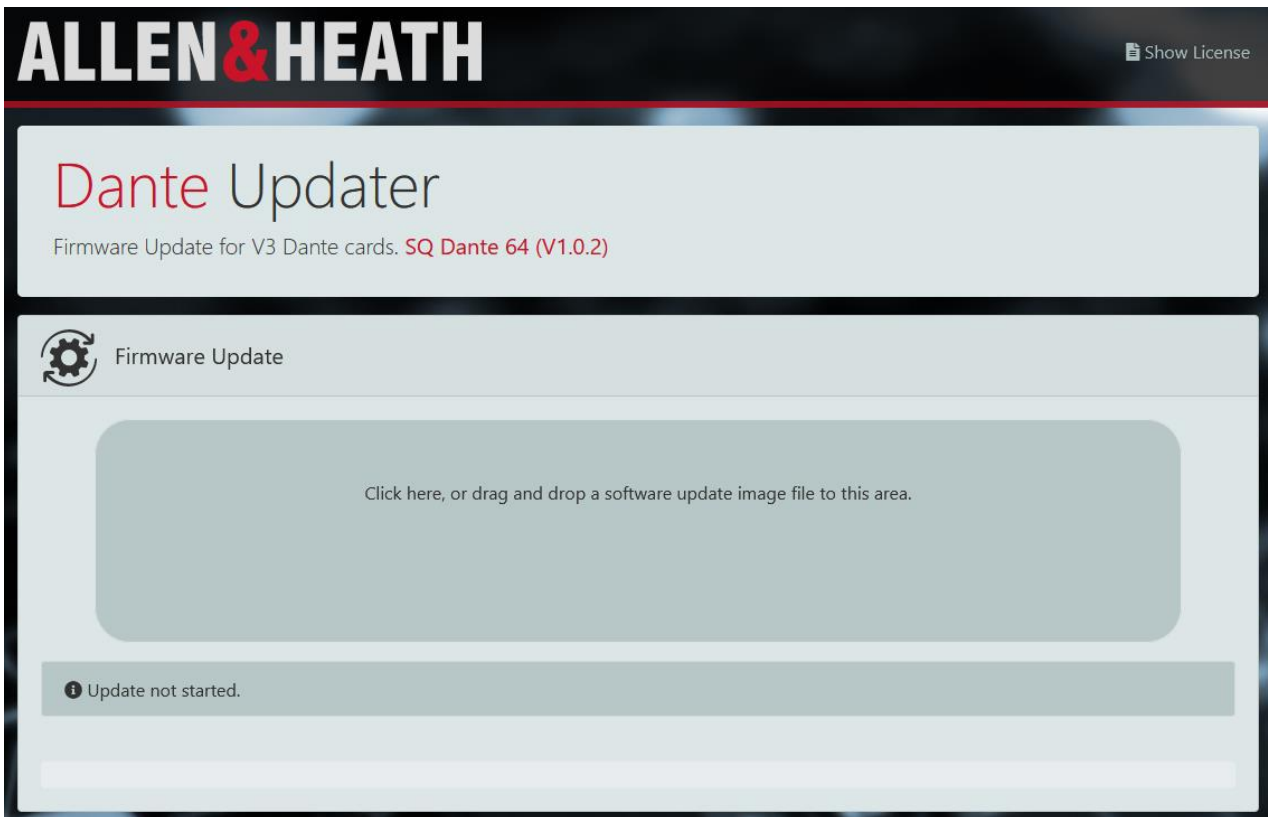 ALLEN&HEATH
Show License
Dante Updater
Firmware Update for V3 Dante cards. SQ Dante 64 (V1.0.2)
Firmware Update
Click here, or drag and drop a software update image file to this area.
Update not started.